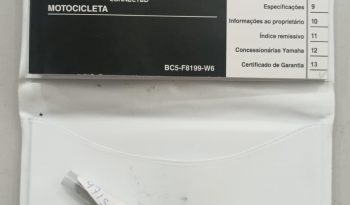 CONNECTED
MOTOCICLETA
BC5-F8199-W6
Especificações 9
Informações ao proprietário 10
Índice remissivo 11
Concessionárias Yamaha 12
Certificado de Garantia 13